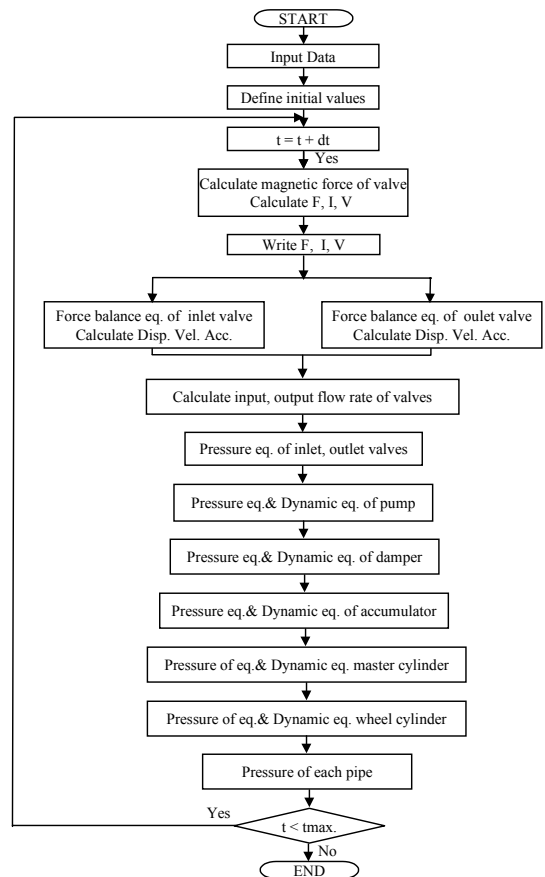 START
Input Data
Define initial values
t = t + dt
Yes
Calculate magnetic force of valve
Calculate F, I, V
Write F, I, V
Force balance eq. of inlet valve
Calculate Disp. Vel. Acc.
Force balance eq. of oulet valve
Calculate Disp. Vel. Acc.
Calculate input, output flow rate of valves
Pressure eq. of inlet, outlet valves
Pressure eq.& Dynamic eq. of pump
Pressure eq.& Dynamic eq. of damper
Pressure eq.& Dynamic eq. of accumulator
Pressure of eq.& Dynamic eq. master cylinder
Pressure of eq.& Dynamic eq. wheel cylinder
Pressure of each pipe
Yes
t < tmax.
No
END